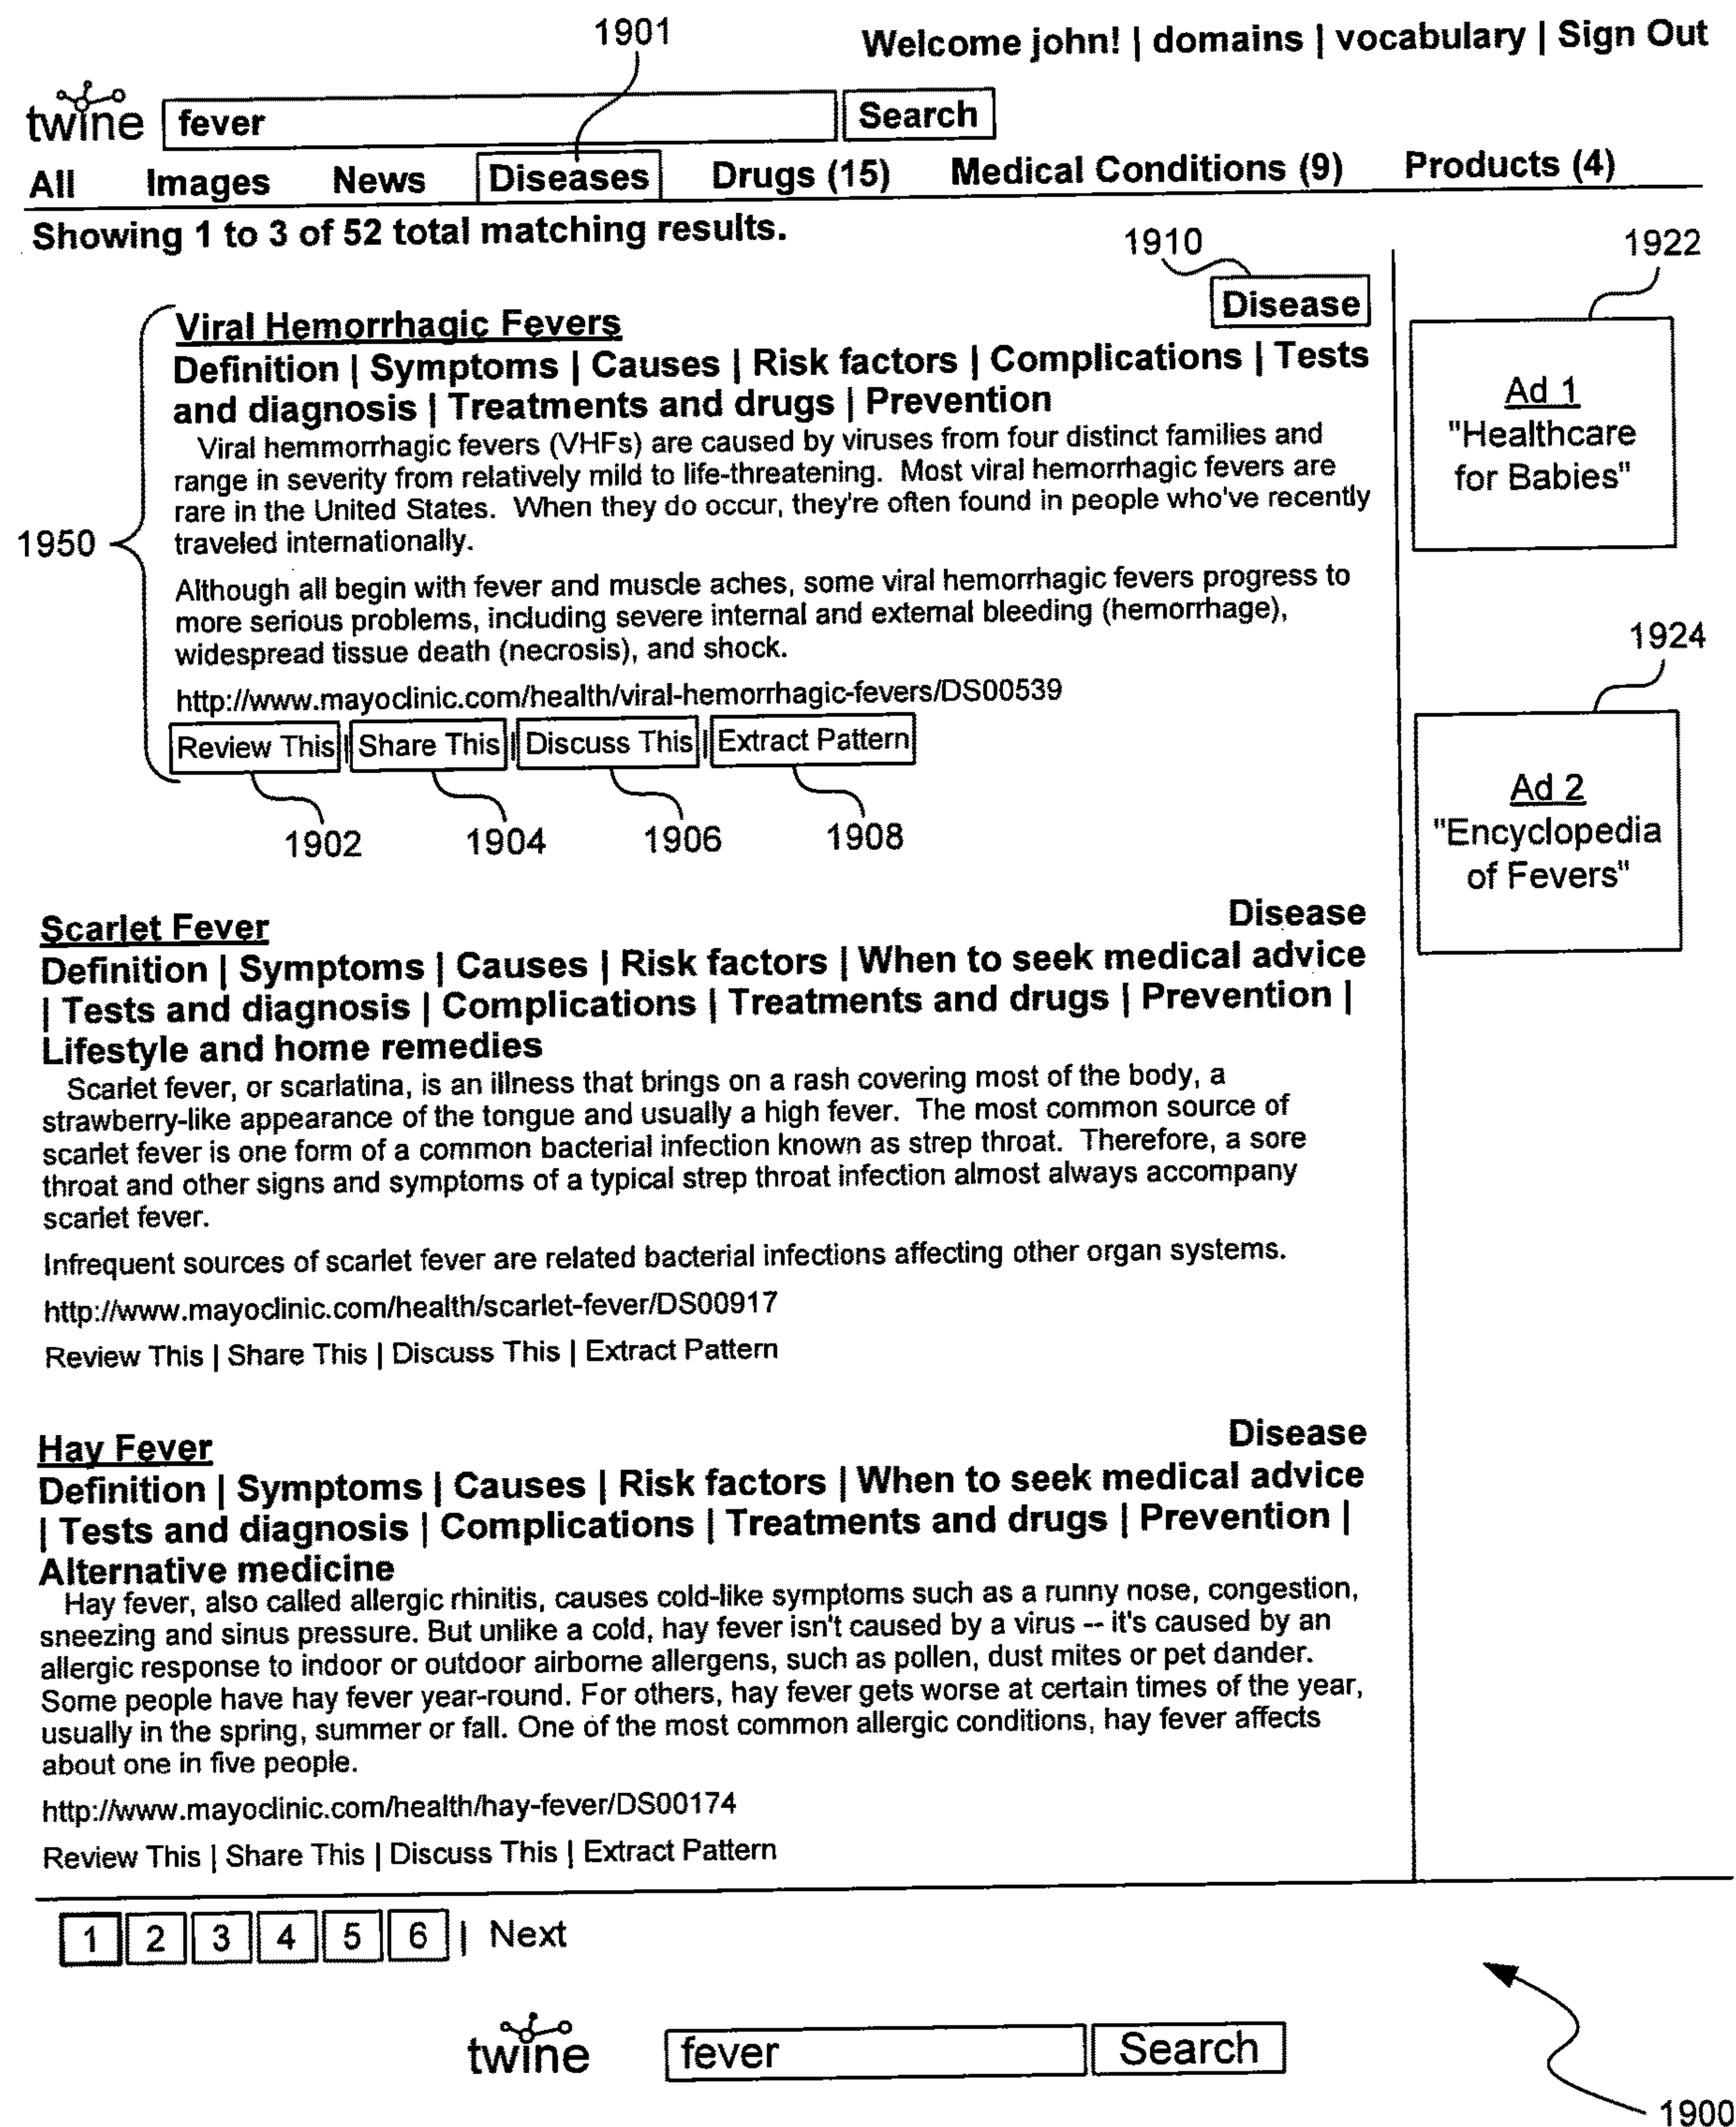 1901
Welcome john! | domains | vocabulary | Sign Out
twine fever Search
All Images News Diseases Drugs (15) Medical Conditions (9) Products (4)
Showing 1 to 3 of 52 total matching results.
1910
1922
Disease
Viral Hemorrhagic Fevers
Definition | Symptoms | Causes | Risk factors | Complications | Tests
and diagnosis | Treatments and drugs | Prevention
Viral hemmorrhagic fevers (VHFs) are caused by viruses from four distinct families and
range in severity from relatively mild to life-threatening. Most viral hemorrhagic fevers are
rare in the United States. When they do occur, they're often found in people who've recently
traveled internationally.
1950
Although all begin with fever and muscle aches, some viral hemorrhagic fevers progress to
more serious problems, including severe internal and external bleeding (hemorrhage),
widespread tissue death (necrosis), and shock.
http://www.mayoclinic.com/health/viral-hemorrhagic-fevers/DS00539
Review This | Share This | Discuss This | Extract Pattern
1902 1904 1906 1908
Ad 1
"Healthcare
for Babies"
1924
Ad 2
"Encyclopedia
of Fevers"
Scarlet Fever Disease
Definition | Symptoms | Causes | Risk factors | When to seek medical advice
| Tests and diagnosis | Complications | Treatments and drugs | Prevention |
Lifestyle and home remedies
Scarlet fever, or scarlatina, is an illness that brings on a rash covering most of the body, a
strawberry-like appearance of the tongue and usually a high fever. The most common source of
scarlet fever is one form of a common bacterial infection known as strep throat. Therefore, a sore
throat and other signs and symptoms of a typical strep throat infection almost always accompany
scarlet fever.
Infrequent sources of scarlet fever are related bacterial infections affecting other organ systems.
http://www.mayoclinic.com/health/scarlet-fever/DS00917
Review This | Share This | Discuss This | Extract Pattern
Hay Fever Disease
Definition | Symptoms | Causes | Risk factors | When to seek medical advice
| Tests and diagnosis | Complications | Treatments and drugs | Prevention |
Alternative medicine
Hay fever, also called allergic rhinitis, causes cold-like symptoms such as a runny nose, congestion,
sneezing and sinus pressure. But unlike a cold, hay fever isn't caused by a virus -- it's caused by an
allergic response to indoor or outdoor airborne allergens, such as pollen, dust mites or pet dander.
Some people have hay fever year-round. For others, hay fever gets worse at certain times of the year,
usually in the spring, summer or fall. One of the most common allergic conditions, hay fever affects
about one in five people.
http://www.mayoclinic.com/health/hay-fever/DS00174
Review This | Share This | Discuss This | Extract Pattern
1 2 3 4 5 6 | Next
twine fever Search
1900